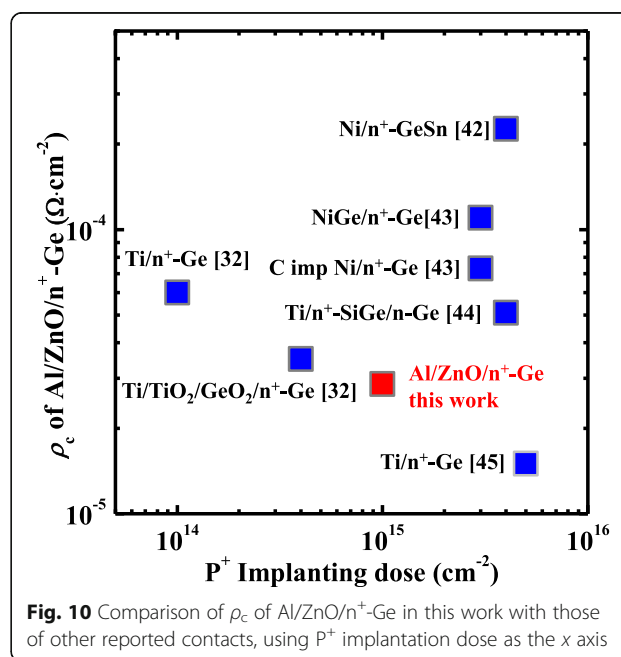 Ni/n⁺-GeSn [42]
10⁻⁴
NiGe/n⁺-Ge[43]
Ti/n⁺-Ge [32]
C imp Ni/n⁺-Ge [43]
Ti/n⁺-SiGe/n-Ge [44]
Ti/TiO₂/GeO₂/n⁺-Ge [32]
Al/ZnO/n⁺-Ge
this work
Ti/n⁺-Ge [45]
10⁻⁵
10¹⁴
10¹⁵
10¹⁶
ρc of Al/ZnO/n⁺-Ge (Ω·cm⁻²)
P⁺ Implanting dose (cm⁻²)
Fig. 10 Comparison of ρc of Al/ZnO/n⁺-Ge in this work with those
of other reported contacts, using P⁺ implantation dose as the x axis